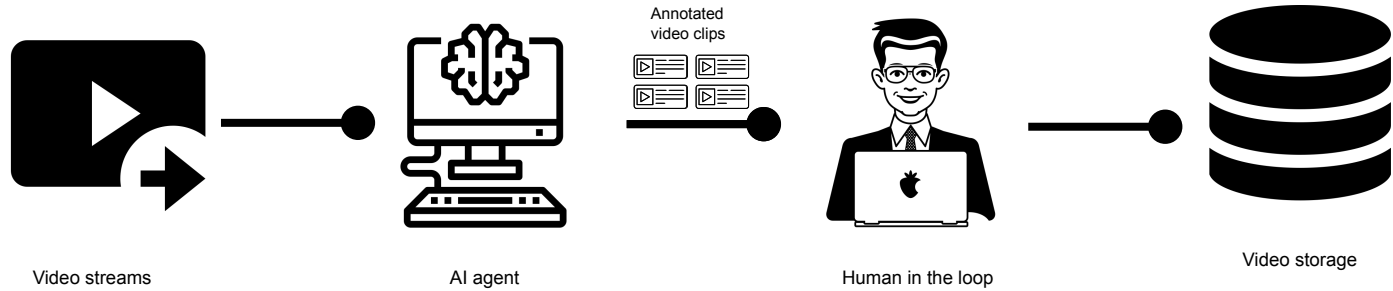 Annotated
video clips
Video streams
AI agent
Human in the loop
Video storage